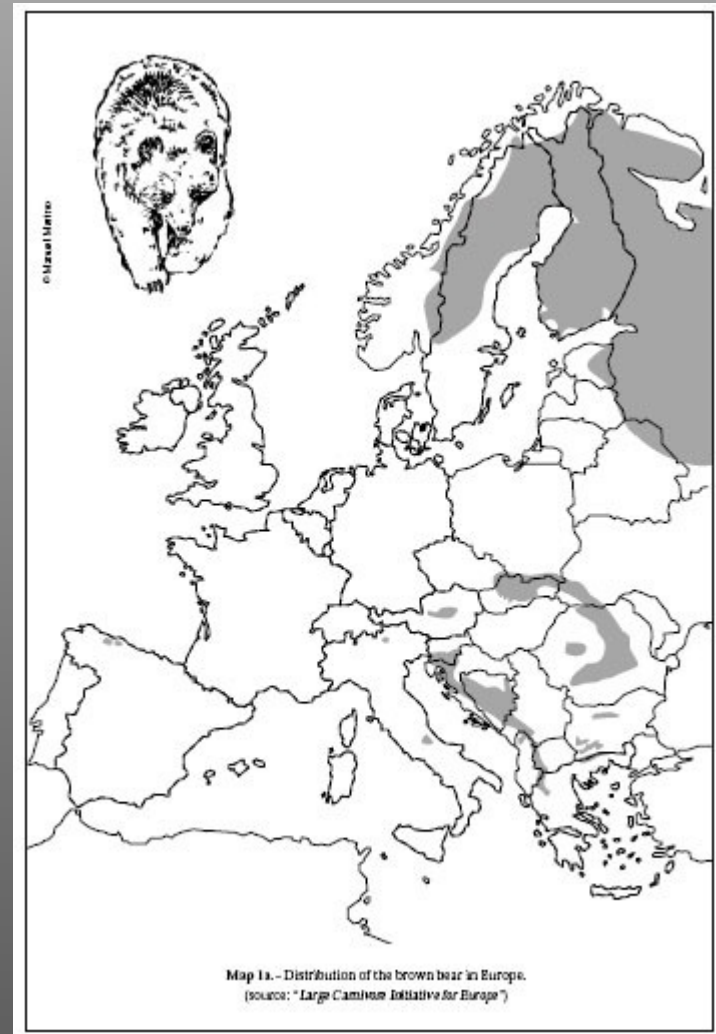 © Manuel Merino
Map 1a. - Distribution of the brown bear in Europe.
(source: "Large Carnivore Initiative for Europe")